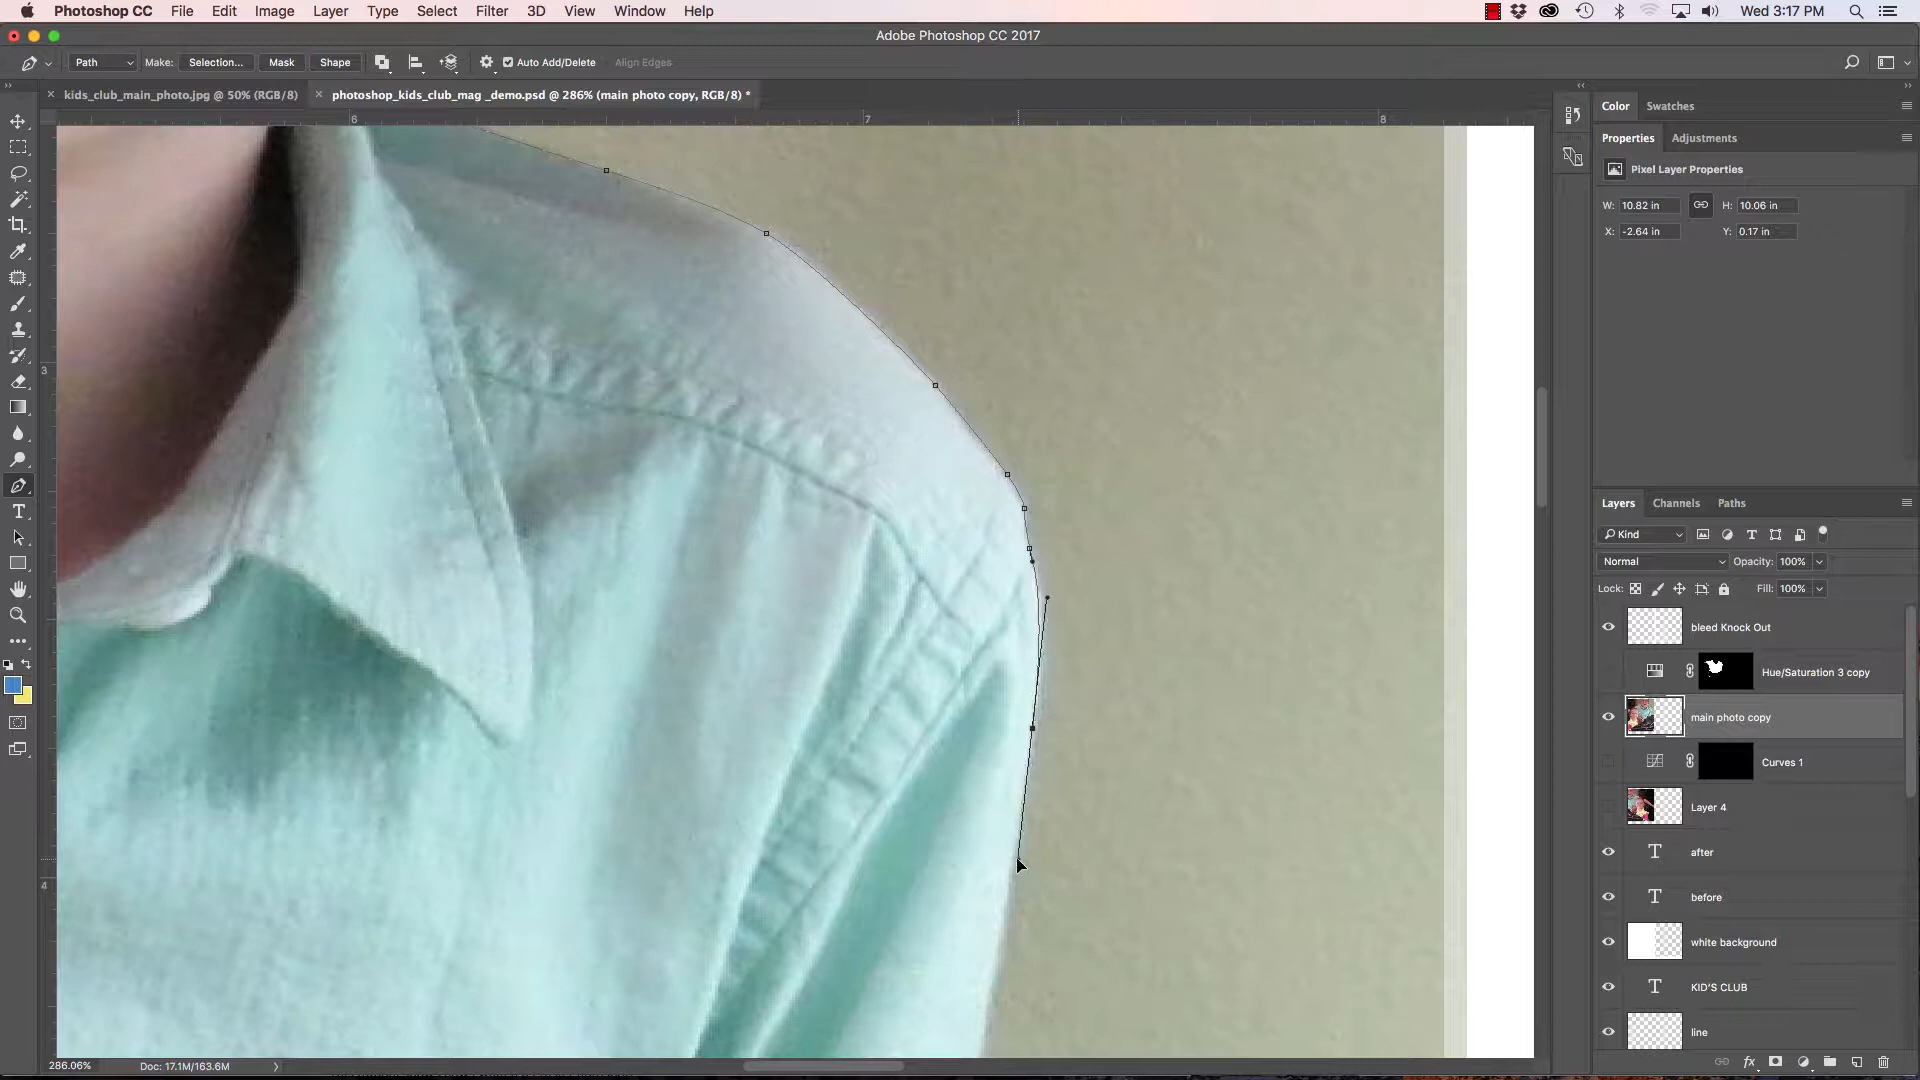 Photoshop CC File Edit Image Layer Type Select Filter 3D View Window Help Wed 3:17 PM
Adobe Photoshop CC 2017
Path Make: Selection... Mask Shape Auto Add/Delete Align Edges
kids_club_main_photo.jpg @ 50% (RGB/8) photoshop_kids_club_mag _demo.psd @ 286% (main photo copy, RGB/8) *
Color Swatches
6 7 8
Properties Adjustments
Pixel Layer Properties
W: 10.82 in H: 10.06 in
X: -2.64 in Y: 0.17 in
3
4
Layers Channels Paths
Kind
Normal Opacity: 100%
Lock: Fill: 100%
bleed Knock Out
Hue/Saturation 3 copy
main photo copy
Curves 1
Layer 4
after
before
white background
KID'S CLUB
line
286.06% Doc: 17.1M/163.6M